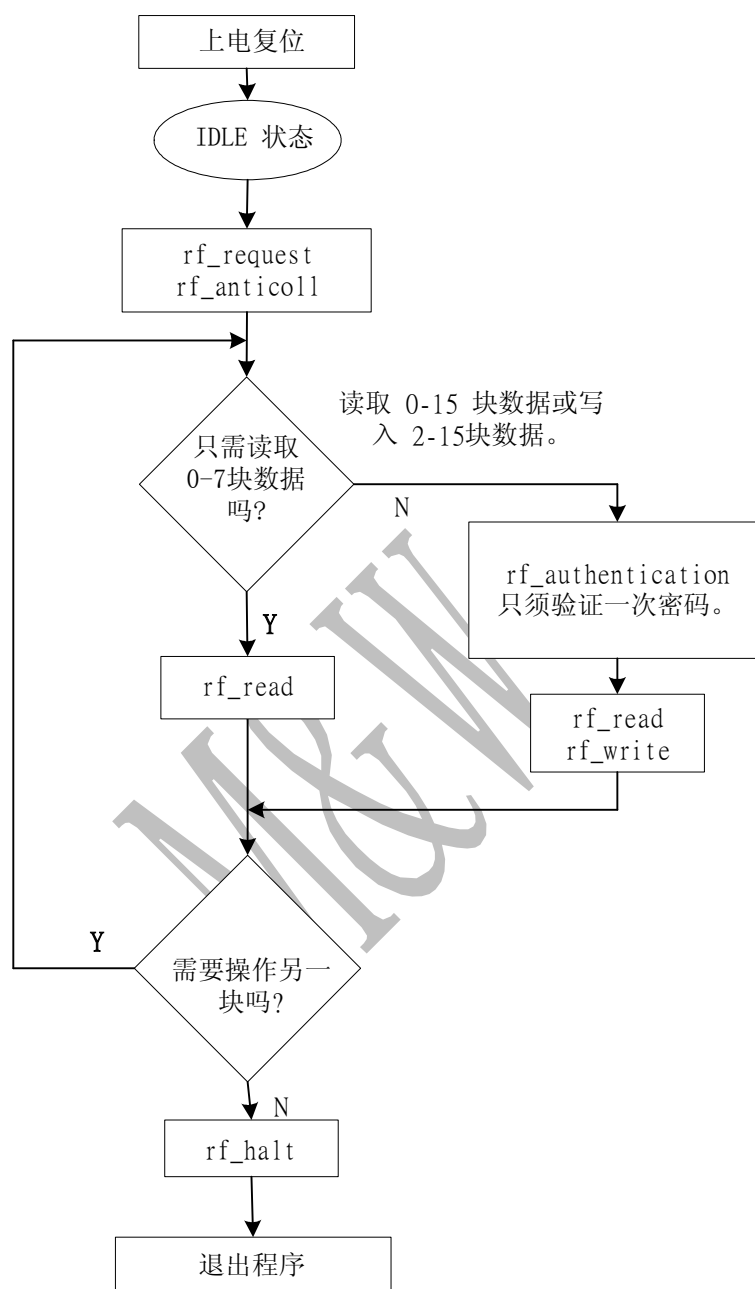 上电复位
IDLE 状态
rf_request
rf_anticoll
读取 0-15 块数据或写
入 2-15块数据。
只需读取
0-7块数据
吗?
N
rf_authentication
只须验证一次密码。
Y
rf_read
rf_read
rf_write
M&W
Y
需要操作另一
块吗?
N
rf_halt
退出程序